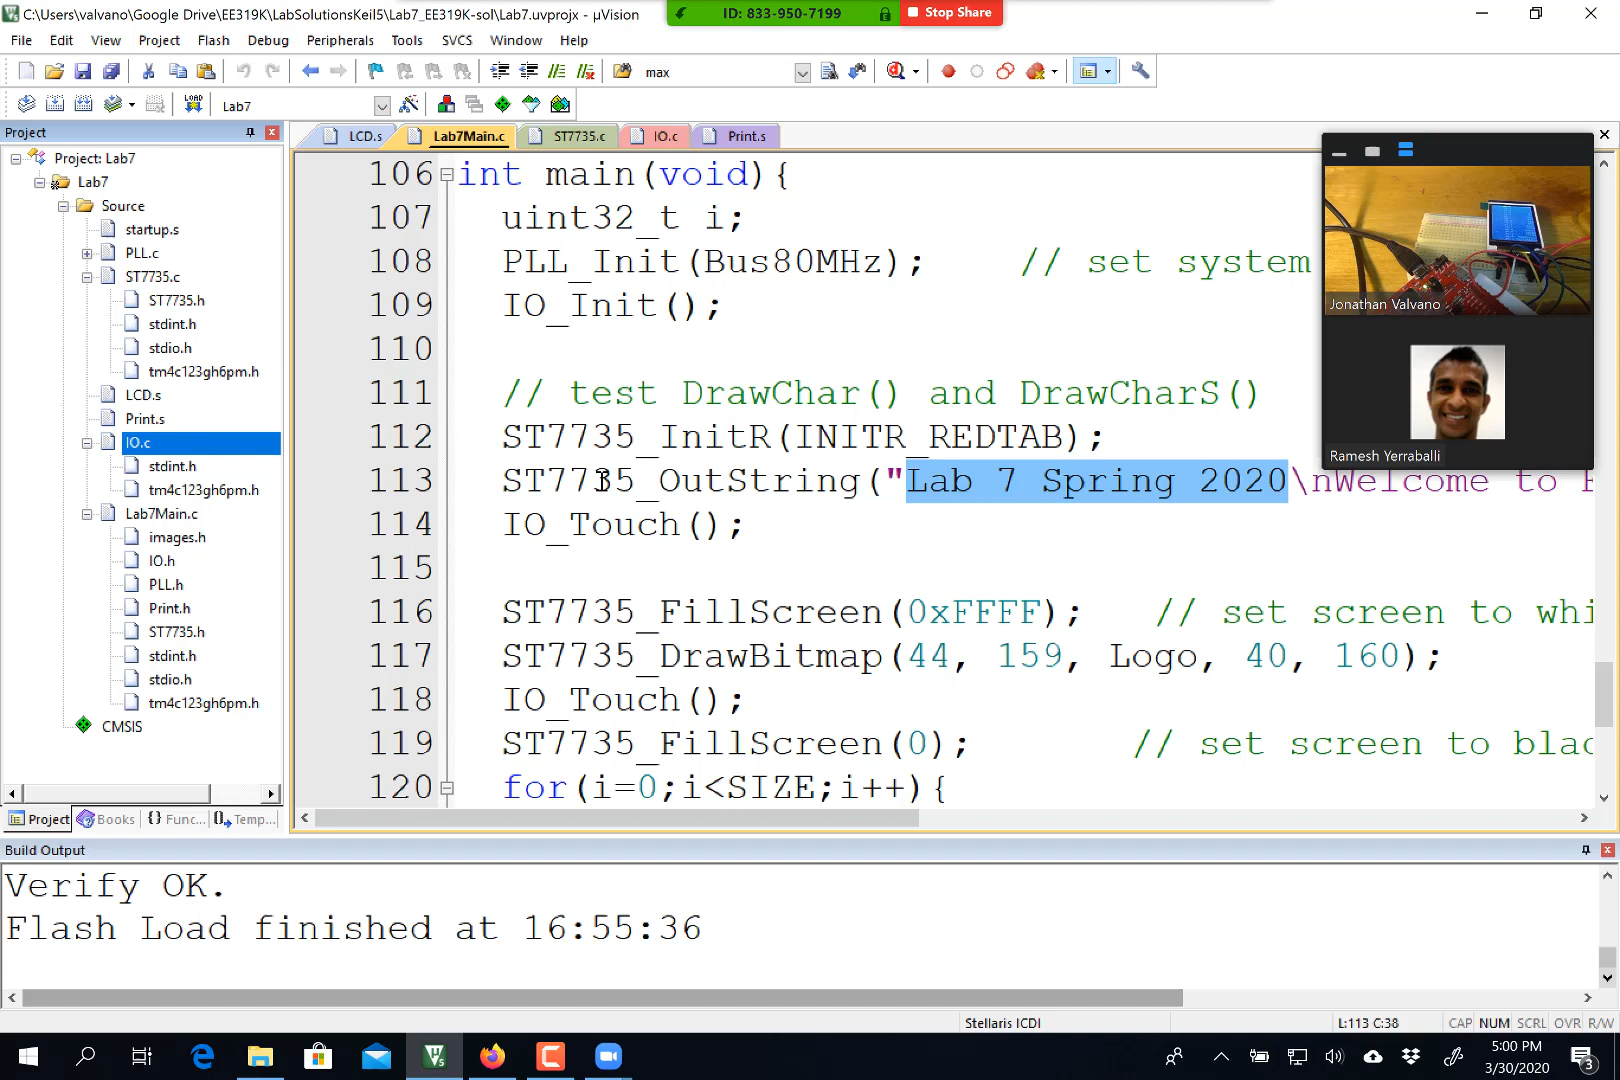 C:\Users\valvano\Google Drive\EE319K\LabSolutionsKeil5\Lab7_EE319K-sol\Lab7.uvprojx - µVision
ID: 833-950-7199
Stop Share
File Edit View Project Flash Debug Peripherals Tools SVCS Window Help
max
LOAD
Lab7
Project
LCD.s Lab7Main.c ST7735.c IO.c Print.s
Project: Lab7
Lab7
Source
startup.s
PLL.c
ST7735.c
ST7735.h
stdint.h
stdio.h
tm4c123gh6pm.h
LCD.s
Print.s
IO.c
stdint.h
tm4c123gh6pm.h
Lab7Main.c
images.h
IO.h
PLL.h
Print.h
ST7735.h
stdint.h
stdio.h
tm4c123gh6pm.h
CMSIS
Project Books {} Func... Temp...
106 int main(void){
107 uint32_t i;
108 PLL_Init(Bus80MHz); // set system
109 IO_Init();
110
111 // test DrawChar() and DrawCharS()
112 ST7735_InitR(INITR_REDTAB);
113 ST7735_OutString("Lab 7 Spring 2020\nWelcome to
114 IO_Touch();
115
116 ST7735_FillScreen(0xFFFF); // set screen to whi
117 ST7735_DrawBitmap(44, 159, Logo, 40, 160);
118 IO_Touch();
119 ST7735_FillScreen(0); // set screen to blac
120 for(i=0;i<SIZE;i++){
Jonathan Valvano
Ramesh Yerraballi
Build Output
Verify OK.
Flash Load finished at 16:55:36
Stellaris ICDI
L:113 C:38
CAP NUM SCRL OVR R/W
5:00 PM
3/30/2020
3